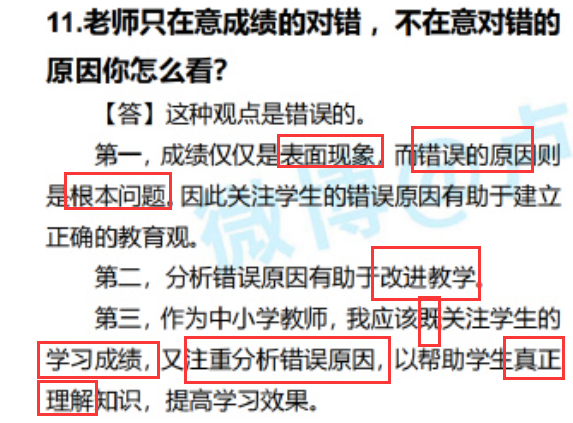 11.老师只在意成绩的对错，不在意对错的
原因你怎么看？
【答】这种观点是错误的。
第一，成绩仅仅是表面现象，而错误的原因则
是根本问题。因此关注学生的错误原因有助于建立
正确的教育观。
第二，分析错误原因有助于改进教学。
第三，作为中小学教师，我应该既关注学生的
学习成绩，又注重分析错误原因，以帮助学生真正
理解知识，提高学习效果。
微博@卢